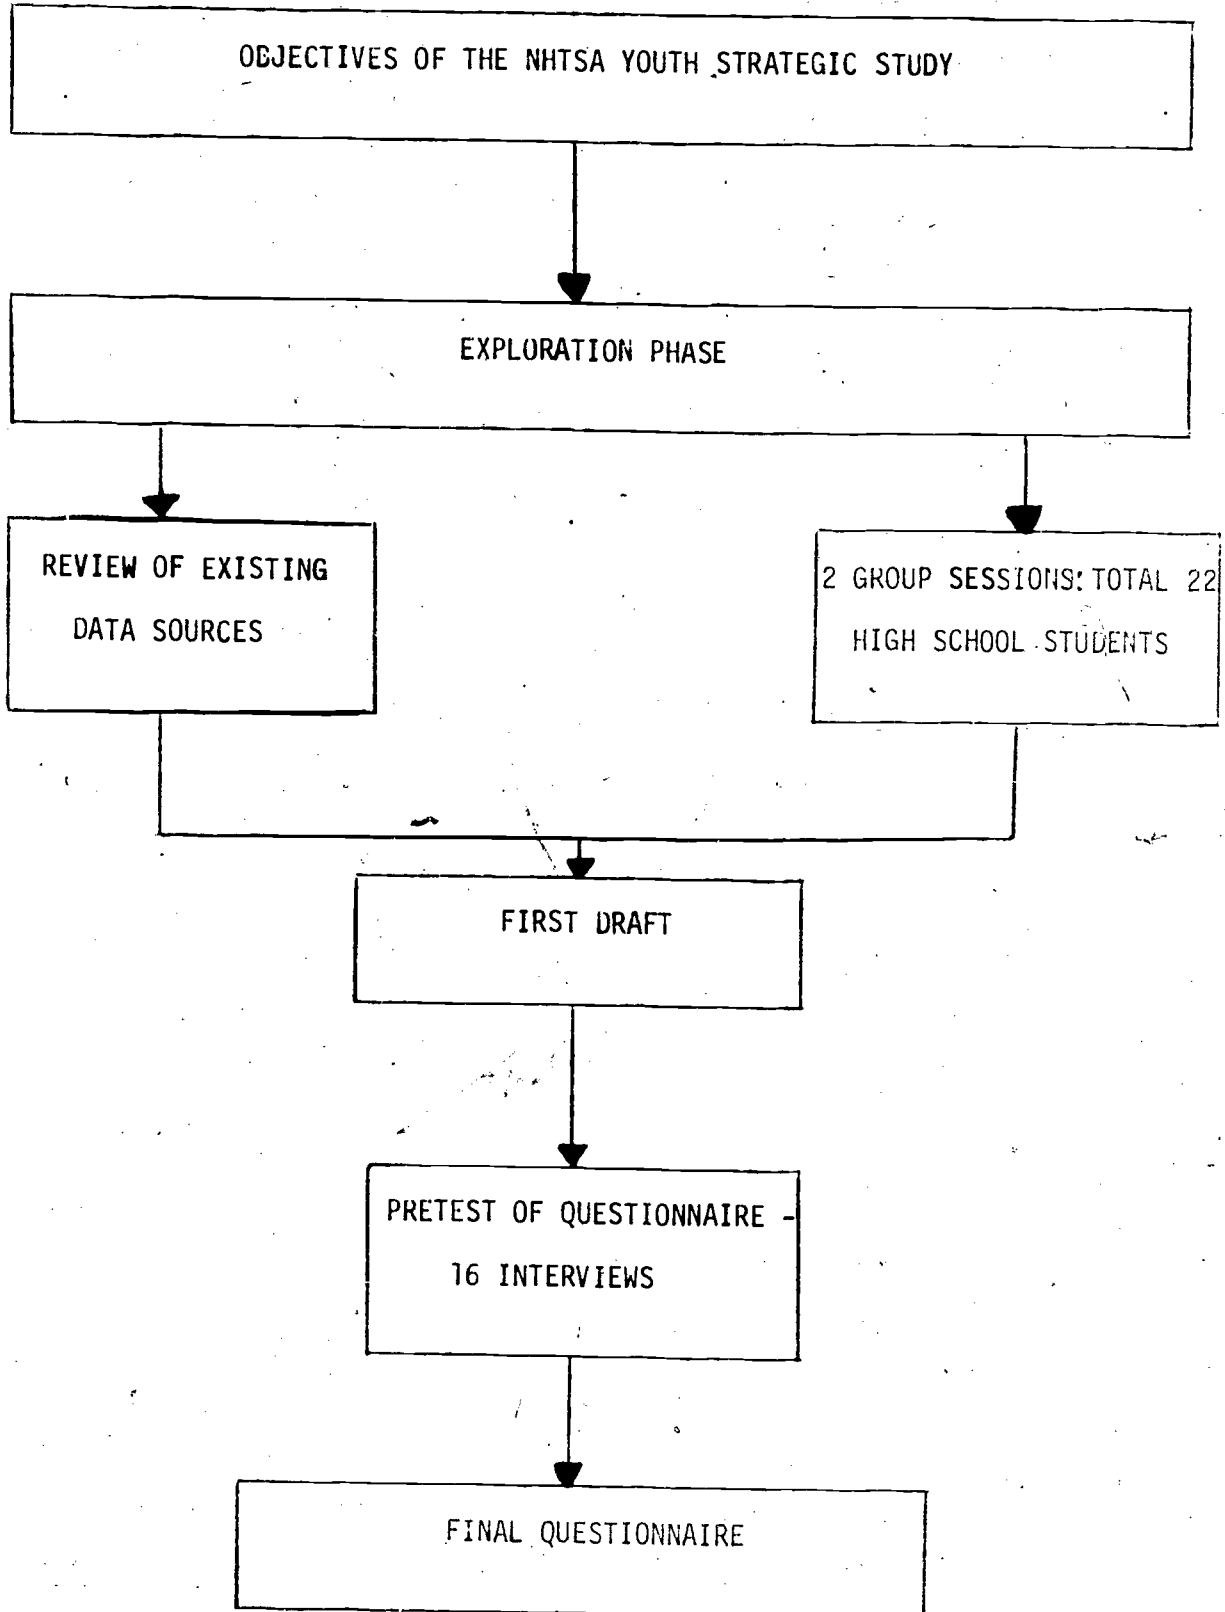 OBJECTIVES OF THE NHTSA YOUTH STRATEGIC STUDY
EXPLORATION PHASE
REVIEW OF EXISTING
DATA SOURCES
2 GROUP SESSIONS: TOTAL 22
HIGH SCHOOL STUDENTS
FIRST DRAFT
PRETEST OF QUESTIONNAIRE -
16 INTERVIEWS
FINAL QUESTIONNAIRE